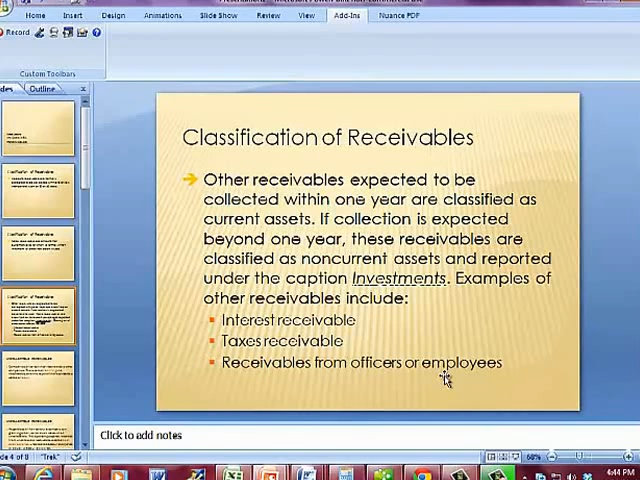 Home Insert Design Animations Slide Show Review View Add-Ins Nuance PDF
Record
Custom Toolbars
Outline
Classification of Receivables
Other receivables expected to be
collected within one year are classified as
current assets. If collection is expected
beyond one year, these receivables are
classified as noncurrent assets and reported
under the caption Investments. Examples of
other receivables include:
Interest receivable
Taxes receivable
Receivables from officers or employees
Click to add notes
"Trek"
68%
4:44 PM